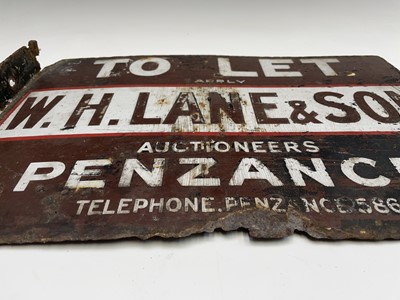 TO LET
APPLY
W.H. LANE & SO
AUCTIONEERS
PENZANC
TELEPHONE. PENZANCE 586